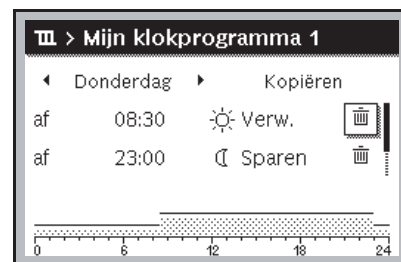 > Mijn klokprogramma 1
Donderdag Kopiëren
af 08:30 Verw.
af 23:00 Sparen
0 6 12 18 24